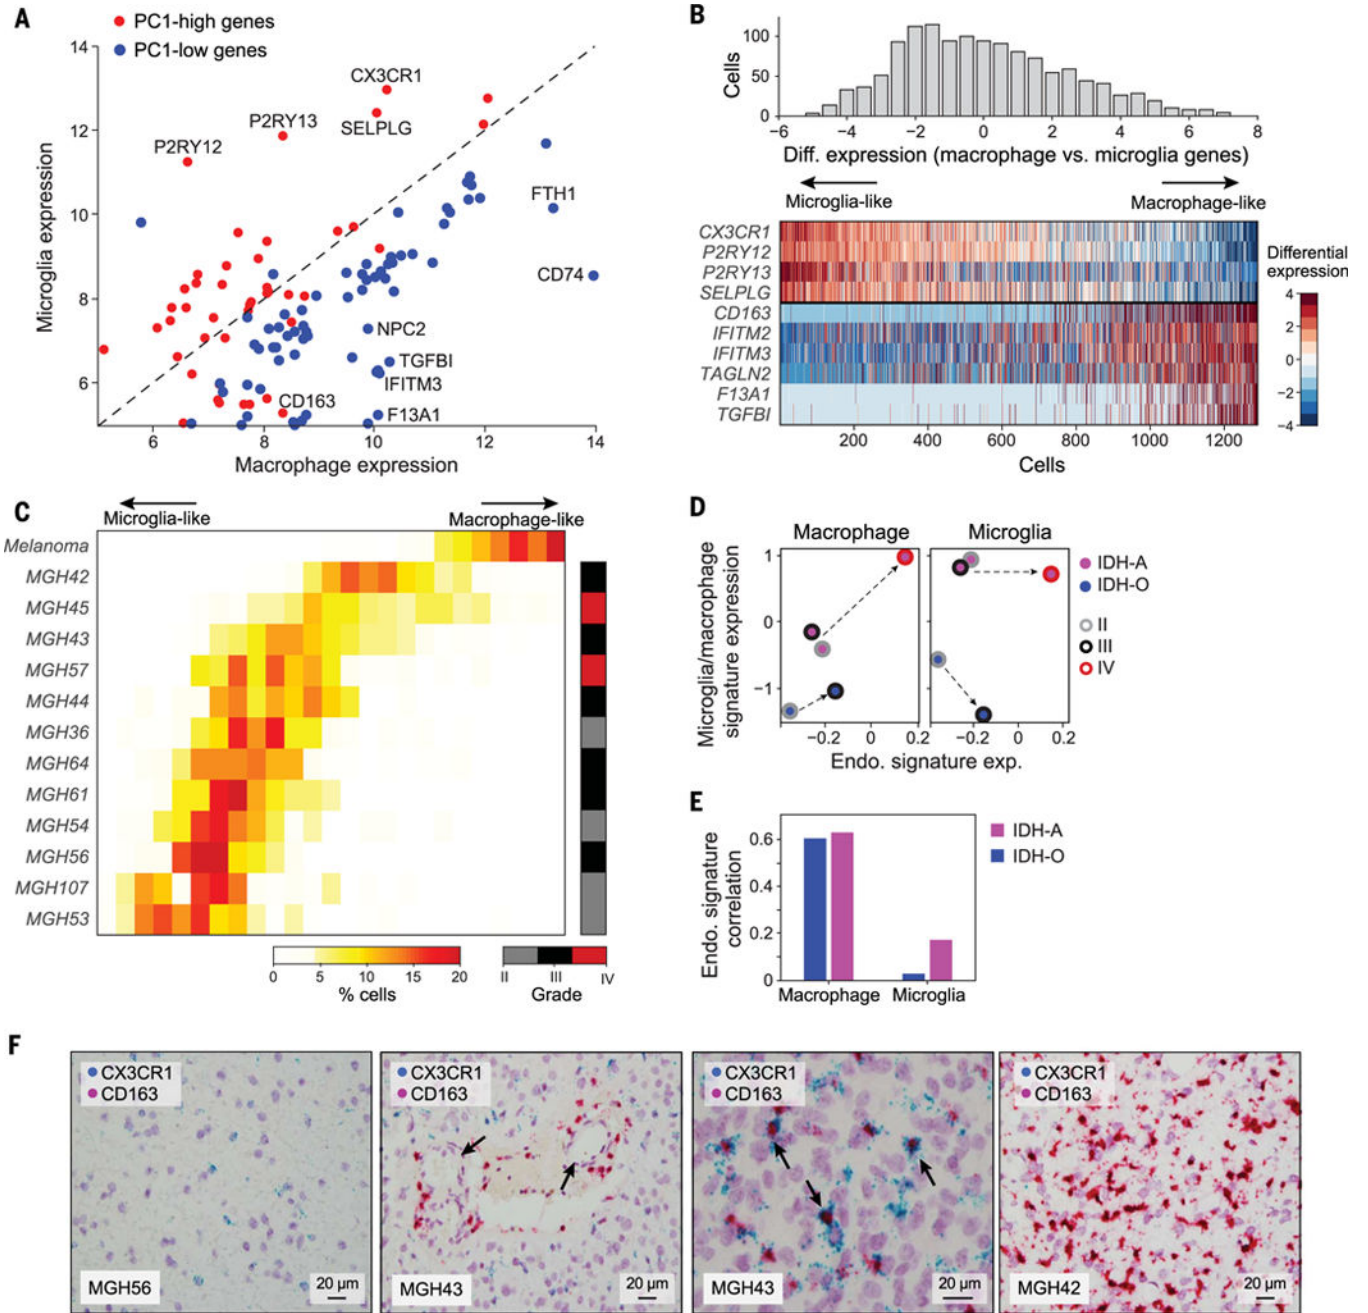 A
PC1-high genes
PC1-low genes
14
12
10
8
6
Microglia expression
CX3CR1
SELPLG
P2RY13
P2RY12
FTH1
CD74
NPC2
TGFBI
IFITM3
CD163
F13A1
6
8
10
12
14
Macrophage expression
B
100
50
0
Cells
−6
−4
−2
0
2
4
6
8
Diff. expression (macrophage vs. microglia genes)
Microglia-like
Macrophage-like
CX3CR1
P2RY12
P2RY13
SELPLG
CD163
IFITM2
IFITM3
TAGLN2
F13A1
TGFBI
200
400
600
800
1000
1200
Cells
Differential
expression
4
2
0
−2
−4
C
Microglia-like
Macrophage-like
Melanoma
MGH42
MGH45
MGH43
MGH57
MGH44
MGH36
MGH64
MGH61
MGH54
MGH56
MGH107
MGH53
0
5
10
15
20
% cells
II
III
IV
Grade
D
Macrophage
Microglia
Microglia/macrophage
signature expression
1
0
−1
−0.2
0
0.2
−0.2
0
0.2
Endo. signature exp.
IDH-A
IDH-O
II
III
IV
E
Endo. signature
correlation
0.6
0.4
0.2
0
Macrophage
Microglia
IDH-A
IDH-O
F
CX3CR1
CD163
MGH56
20 µm
CX3CR1
CD163
MGH43
20 µm
CX3CR1
CD163
MGH43
20 µm
CX3CR1
CD163
MGH42
20 µm